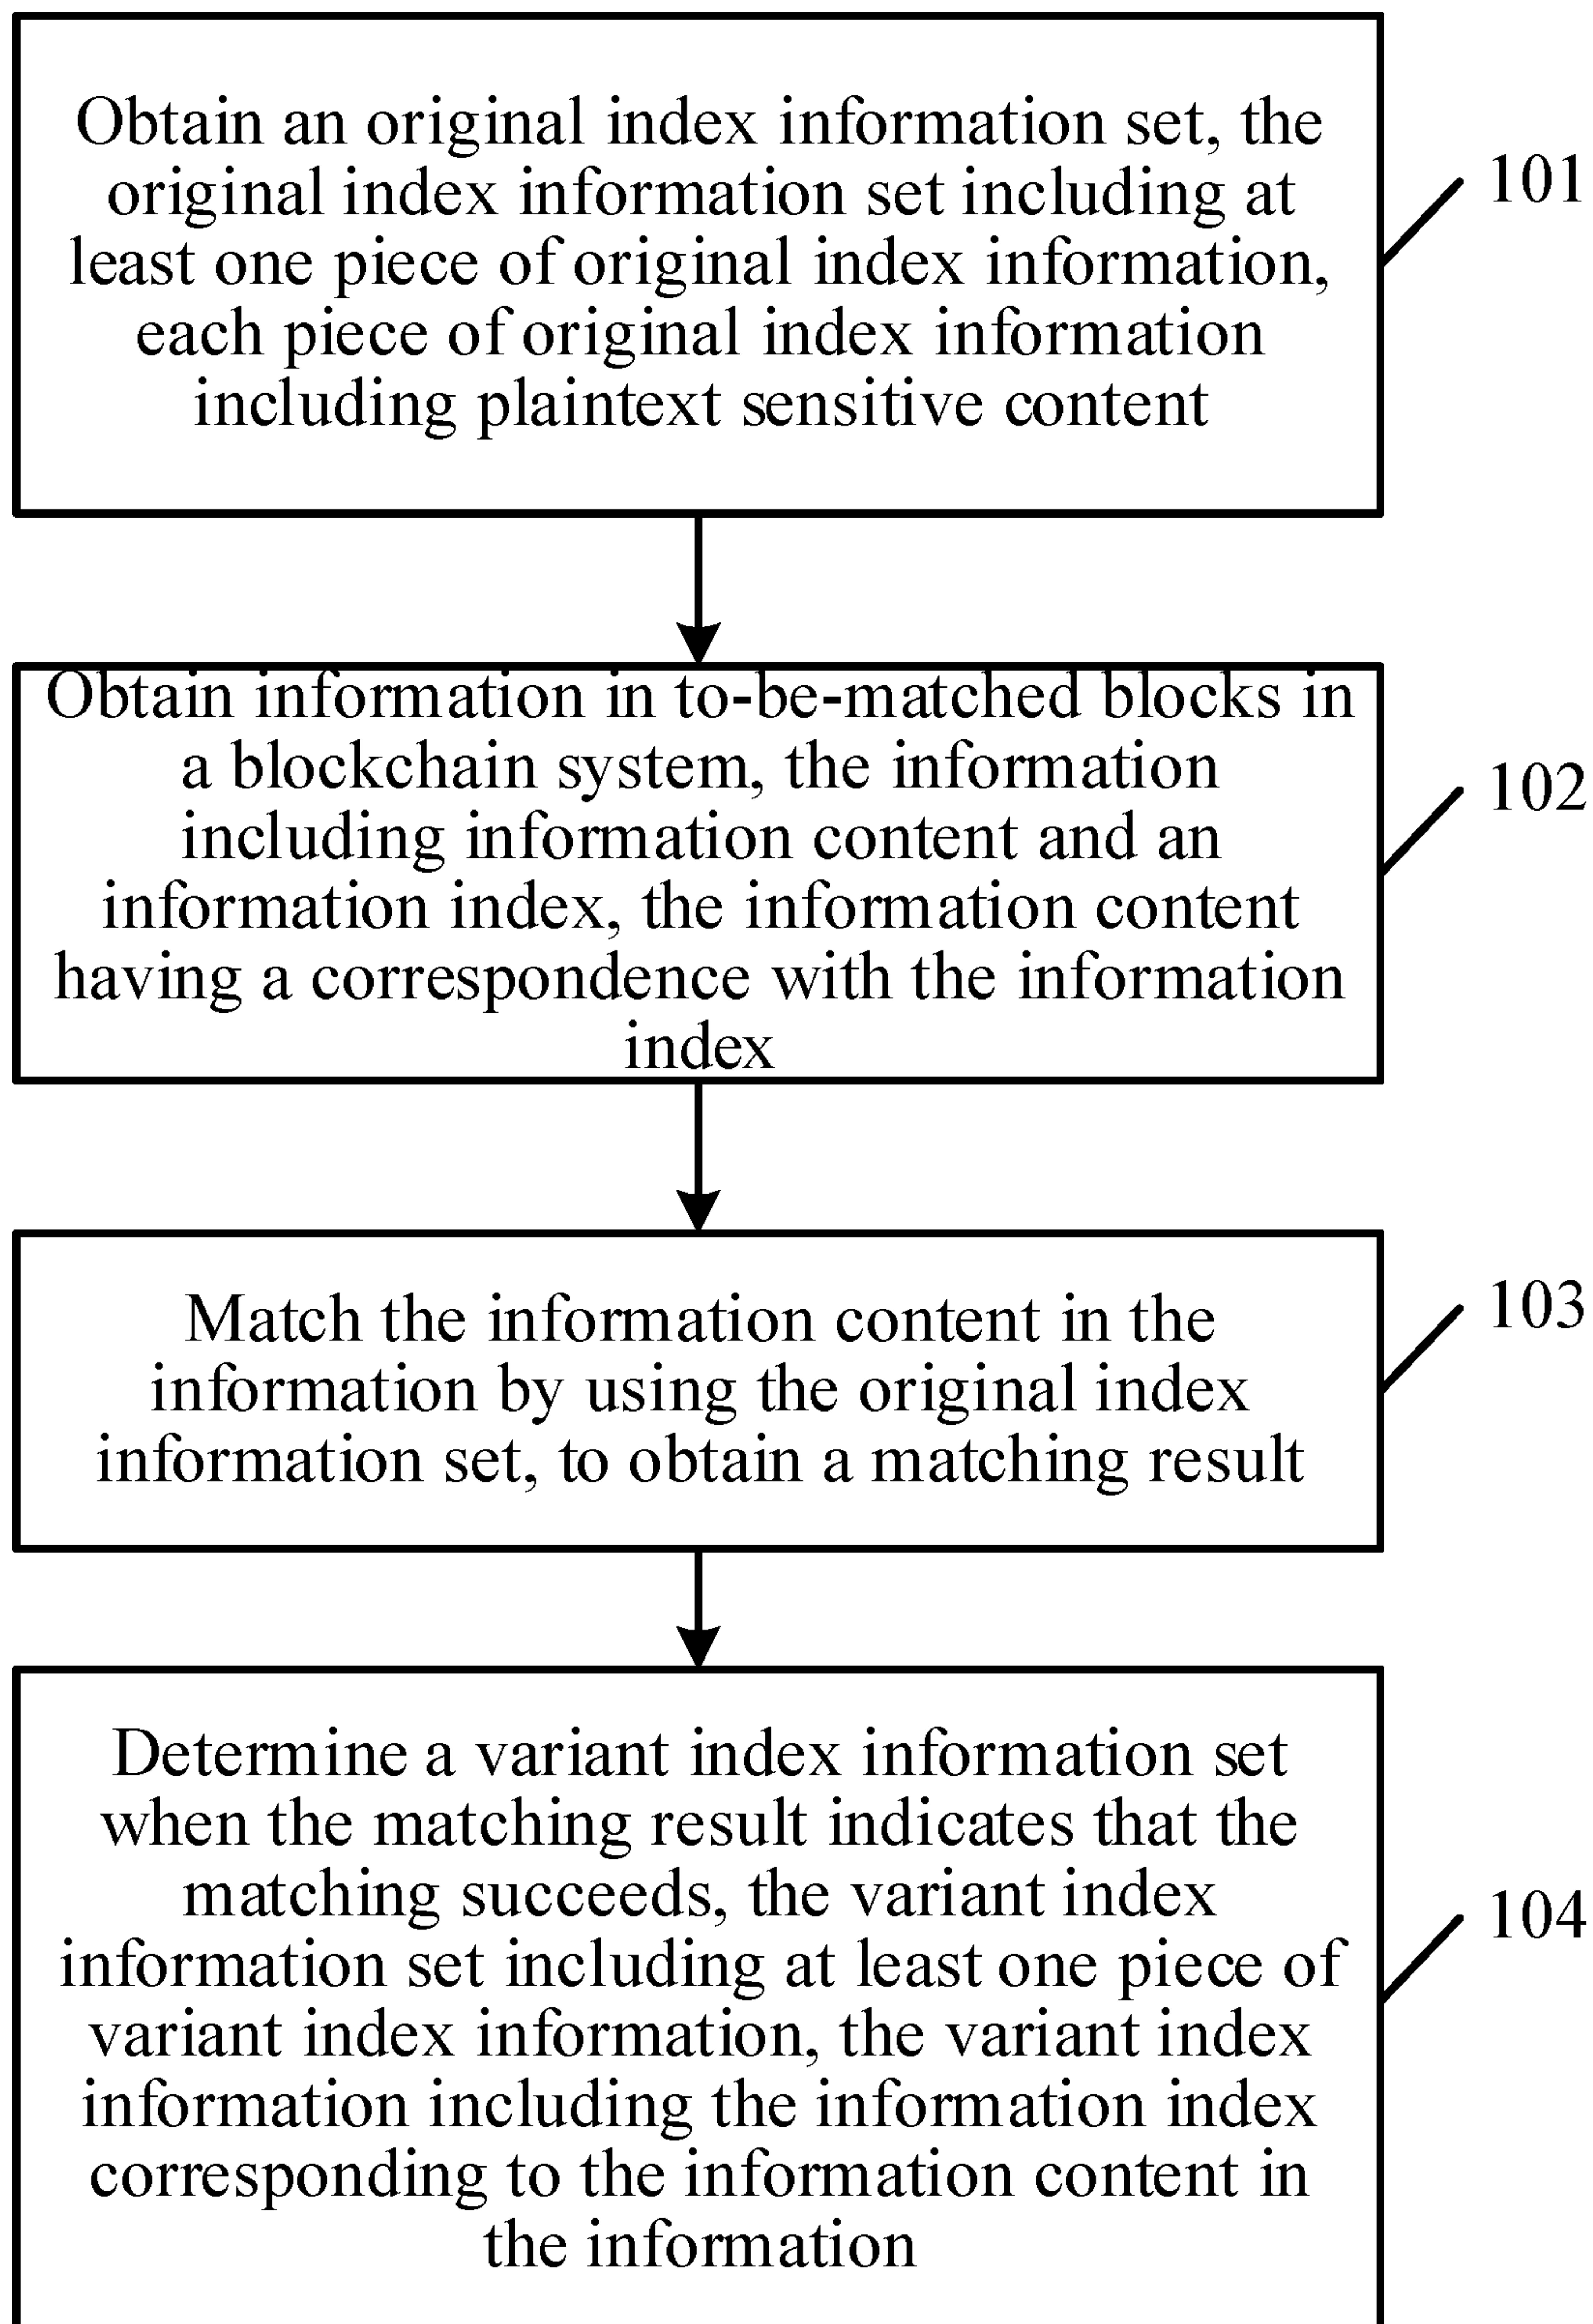 Obtain an original index information set, the
original index information set including at
least one piece of original index information,
each piece of original index information
including plaintext sensitive content
101
Obtain information in to-be-matched blocks in
a blockchain system, the information
including information content and an
information index, the information content
having a correspondence with the information
index
102
Match the information content in the
information by using the original index
information set, to obtain a matching result
103
Determine a variant index information set
when the matching result indicates that the
matching succeeds, the variant index
information set including at least one piece of
variant index information, the variant index
information including the information index
corresponding to the information content in
the information
104